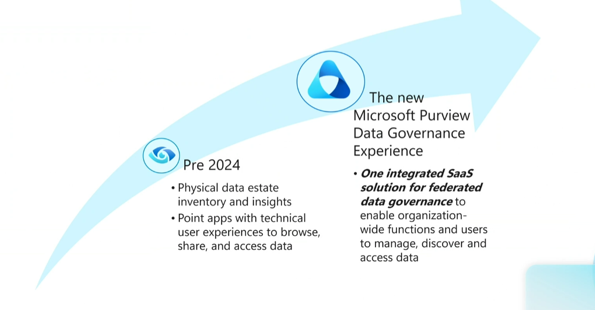 Pre 2024
• Physical data estate
inventory and insights
• Point apps with technical
user experiences to browse,
share, and access data
The new
Microsoft Purview
Data Governance
Experience
• One integrated SaaS
solution for federated
data governance to
enable organization-
wide functions and users
to manage, discover and
access data